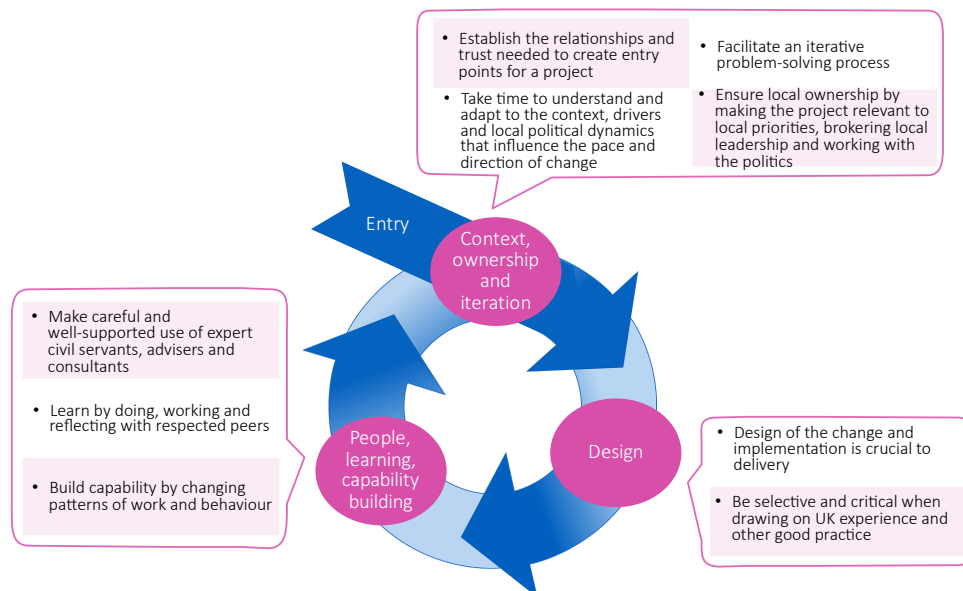 • Establish the relationships and
trust needed to create entry
points for a project
• Take time to understand and
adapt to the context, drivers
and local political dynamics
that influence the pace and
direction of change
• Facilitate an iterative
problem-solving process
• Ensure local ownership by
making the project relevant to
local priorities, brokering local
leadership and working with
the politics
Entry
Context,
ownership
and
iteration
• Make careful and
well-supported use of expert
civil servants, advisers and
consultants
• Learn by doing, working and
reflecting with respected peers
• Build capability by changing
patterns of work and behaviour
People,
learning,
capability
building
Design
• Design of the change and
implementation is crucial to
delivery
• Be selective and critical when
drawing on UK experience and
other good practice